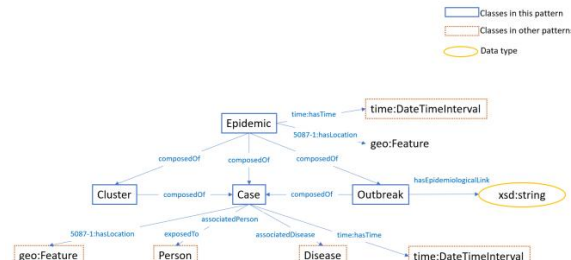 Classes in this pattern
Classes in other pattern
Data type
time:hasTime
time:DateTimeInterval
Epidemic
5087-1:hasLocation
geo:Feature
composedOf
composedOf
composedOf
hasEpidemiologicalLink
Cluster
composedOf
Case
composedOf
Outbreak
xsd:string
associatedPerson
5087-1:hasLocation
exposedTo
associatedDisease
time:hasTime
geo:Feature
Person
Disease
time:DateTimeInterval